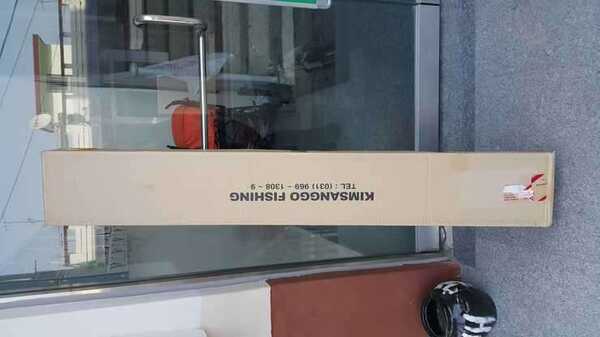 KIMSANGGO FISHING
TEL : (031) 969 - 1308 ~ 9